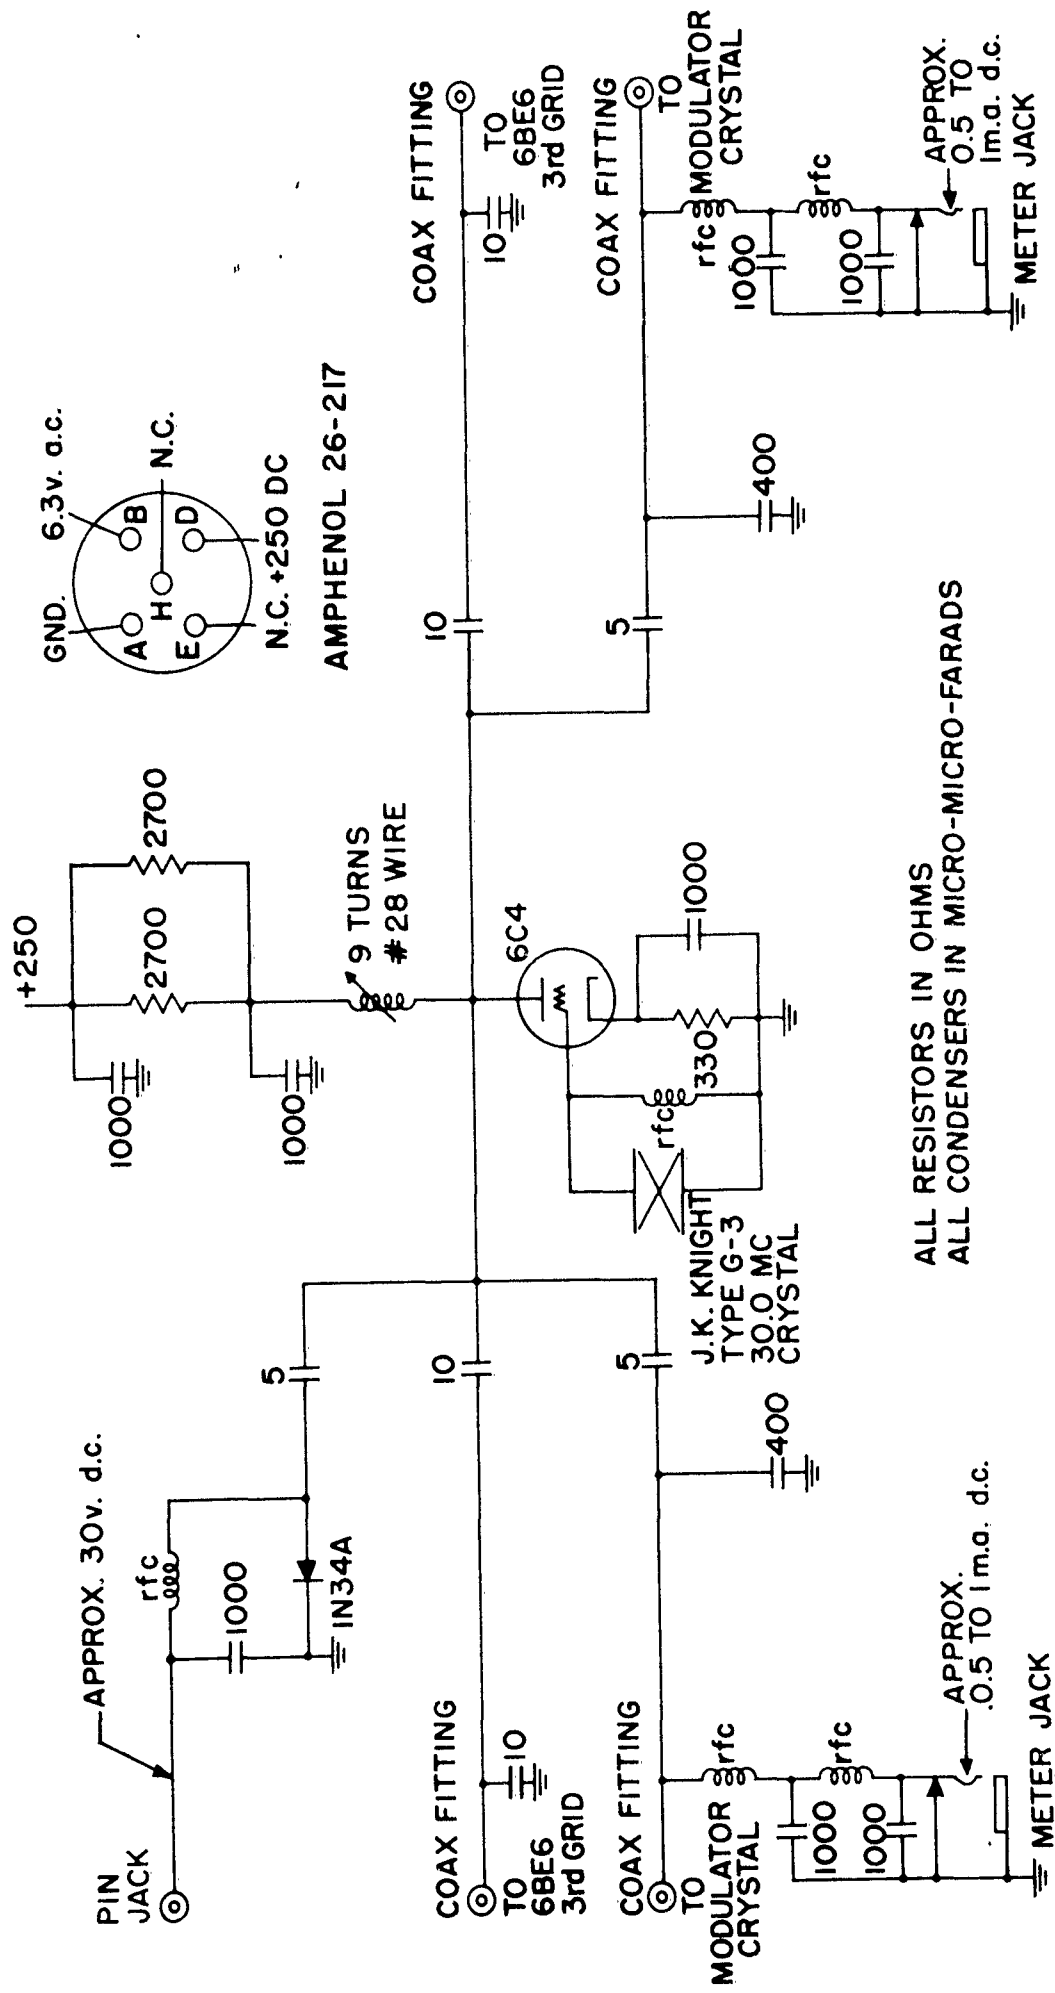 PIN
JACK
APPROX. 30v. d.c.
rfc
1000
1N34A
5
+250
1000
2700
2700
1000
9 TURNS
#28 WIRE
GND.
6.3v. a.c.
A
B
H
N.C.
E
D
N.C.
+250 DC
AMPHENOL 26-217
COAX FITTING
TO
6BE6
3rd GRID
10
10
6C4
10
10
COAX FITTING
TO
6BE6
3rd GRID
COAX FITTING
TO
MODULATOR
CRYSTAL
rfc
rfc
1000
1000
APPROX.
.0.5 TO 1m.a. d.c.
METER JACK
400
5
J.K. KNIGHT
TYPE G-3
30.0 MC
CRYSTAL
rfc
330
1000
5
400
COAX FITTING
TO
MODULATOR
CRYSTAL
rfc
1000
rfc
1000
APPROX.
0.5 TO
1m.a. d.c.
METER JACK
ALL RESISTORS IN OHMS
ALL CONDENSERS IN MICRO-MICRO-FARADS